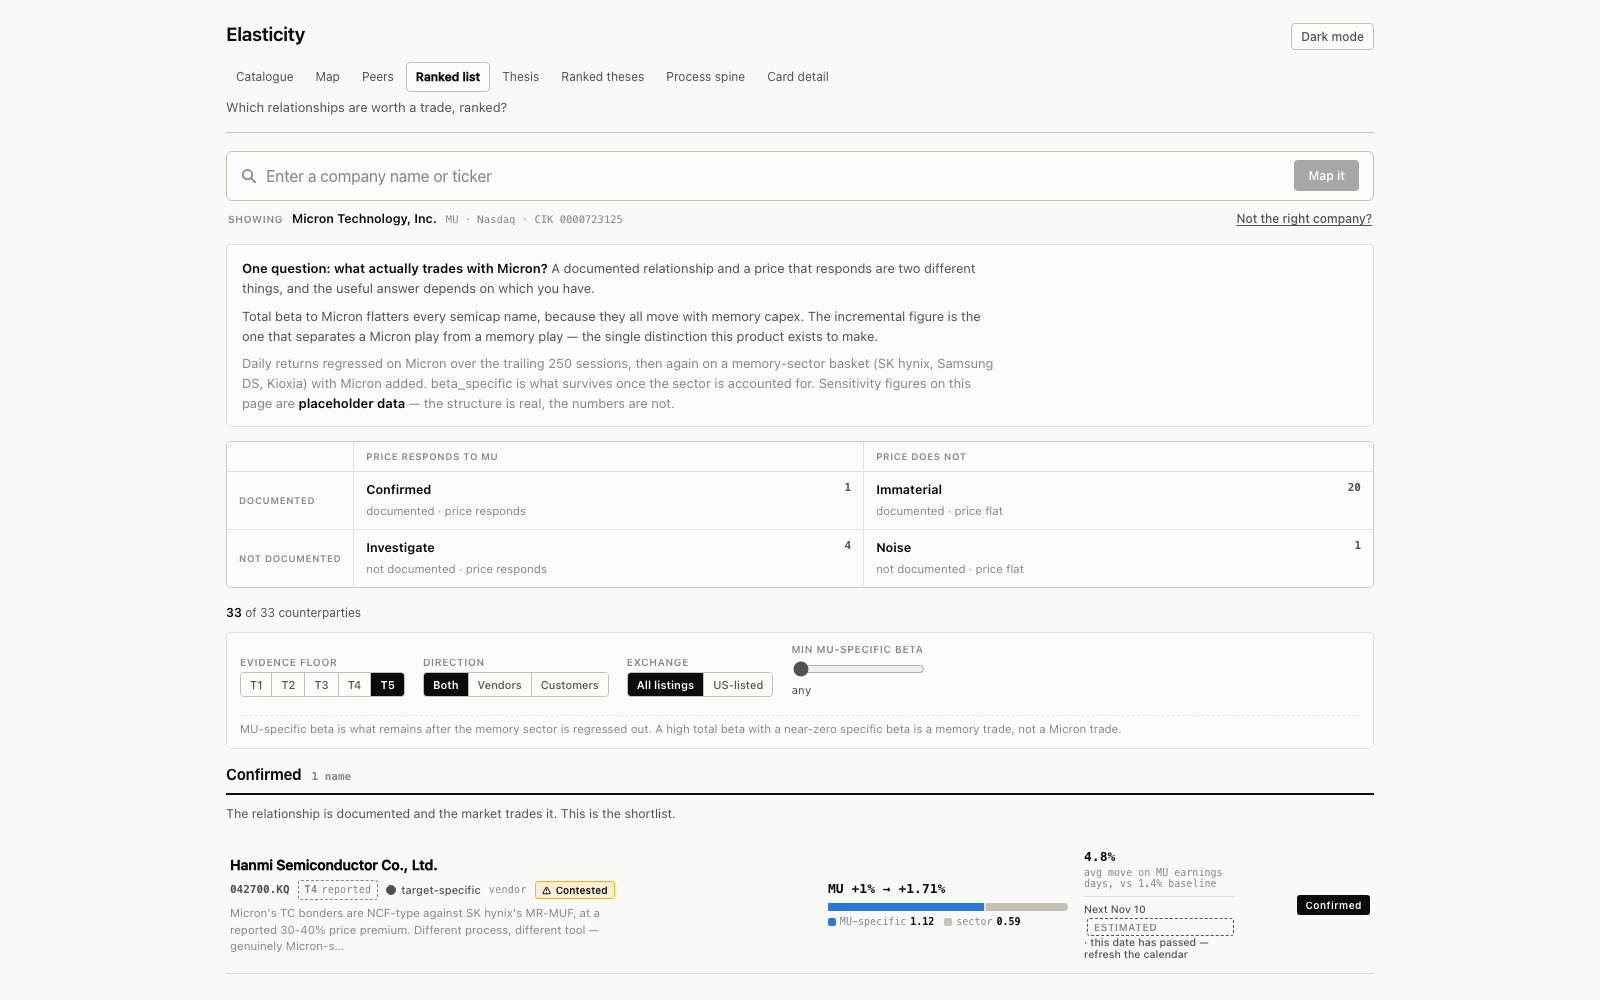 Elasticity
Dark mode
Catalogue Map Peers Ranked list Thesis Ranked theses Process spine Card detail
Which relationships are worth a trade, ranked?
Enter a company name or ticker
Map it
SHOWING Micron Technology, Inc. MU · Nasdaq · CIK 0000723125
Not the right company?
One question: what actually trades with Micron? A documented relationship and a price that responds are two different
things, and the useful answer depends on which you have.
Total beta to Micron flatters every semicap name, because they all move with memory capex. The incremental figure is the
one that separates a Micron play from a memory play — the single distinction this product exists to make.
Daily returns regressed on Micron over the trailing 250 sessions, then again on a memory-sector basket (SK hynix, Samsung
DS, Kioxia) with Micron added. beta_specific is what survives once the sector is accounted for. Sensitivity figures on this
page are placeholder data — the structure is real, the numbers are not.
PRICE RESPONDS TO MU
PRICE DOES NOT
DOCUMENTED
Confirmed 1
documented · price responds
Immaterial 20
documented · price flat
NOT DOCUMENTED
Investigate 4
not documented · price responds
Noise 1
not documented · price flat
33 of 33 counterparties
EVIDENCE FLOOR
T1 T2 T3 T4 T5
DIRECTION
Both Vendors Customers
EXCHANGE
All listings US-listed
MIN MU-SPECIFIC BETA
any
MU-specific beta is what remains after the memory sector is regressed out. A high total beta with a near-zero specific beta is a memory trade, not a Micron trade.
Confirmed 1 name
The relationship is documented and the market trades it. This is the shortlist.
Hanmi Semiconductor Co., Ltd.
042700.KQ T4 reported target-specific vendor ⚠ Contested
Micron's TC bonders are NCF-type against SK hynix's MR-MUF, at a
reported 30-40% price premium. Different process, different tool —
genuinely Micron-s...
MU +1% → +1.71%
MU-specific 1.12 sector 0.59
4.8%
avg move on MU earnings
days, vs 1.4% baseline
Next Nov 10
ESTIMATED
· this date has passed —
refresh the calendar
Confirmed